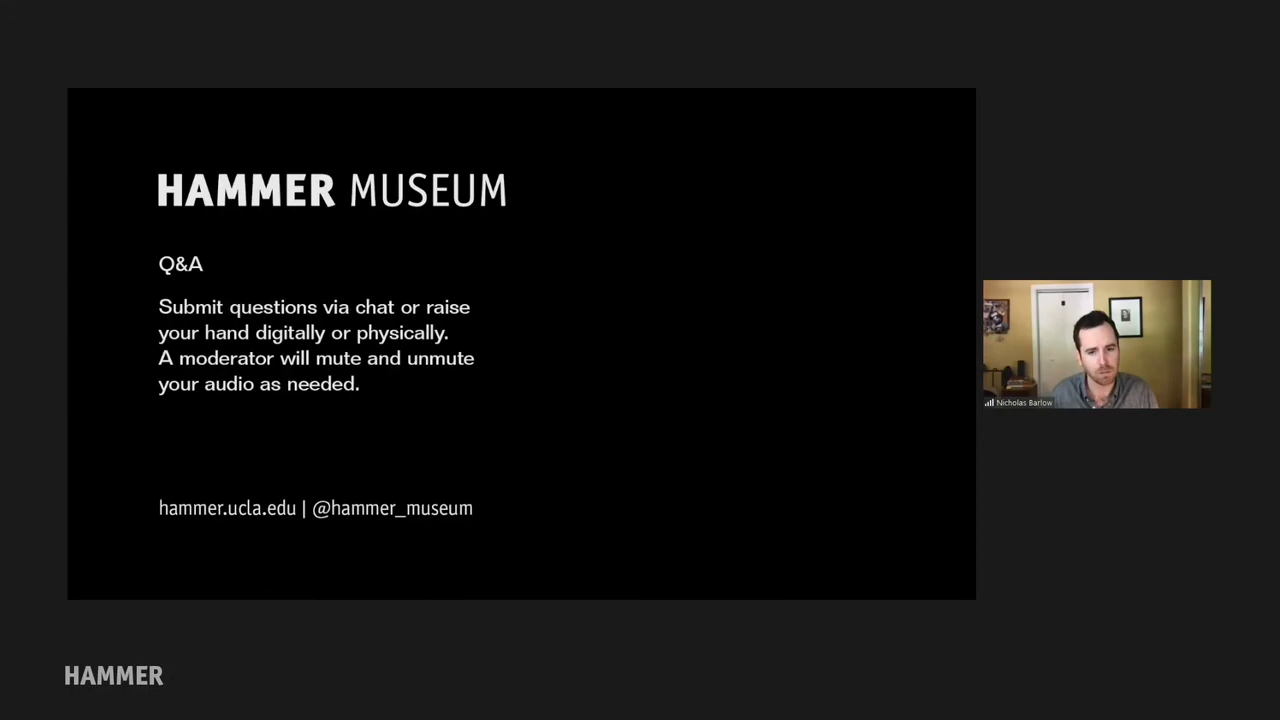 HAMMER MUSEUM
Q&A
Submit questions via chat or raise
your hand digitally or physically.
A moderator will mute and unmute
your audio as needed.
hammer.ucla.edu | @hammer_museum
Nicholas Barlow
HAMMER